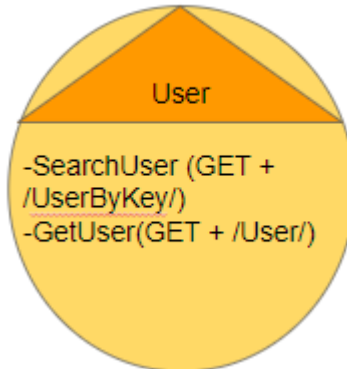 User
-SearchUser (GET +
/UserByKey/)
-GetUser(GET + /User/)